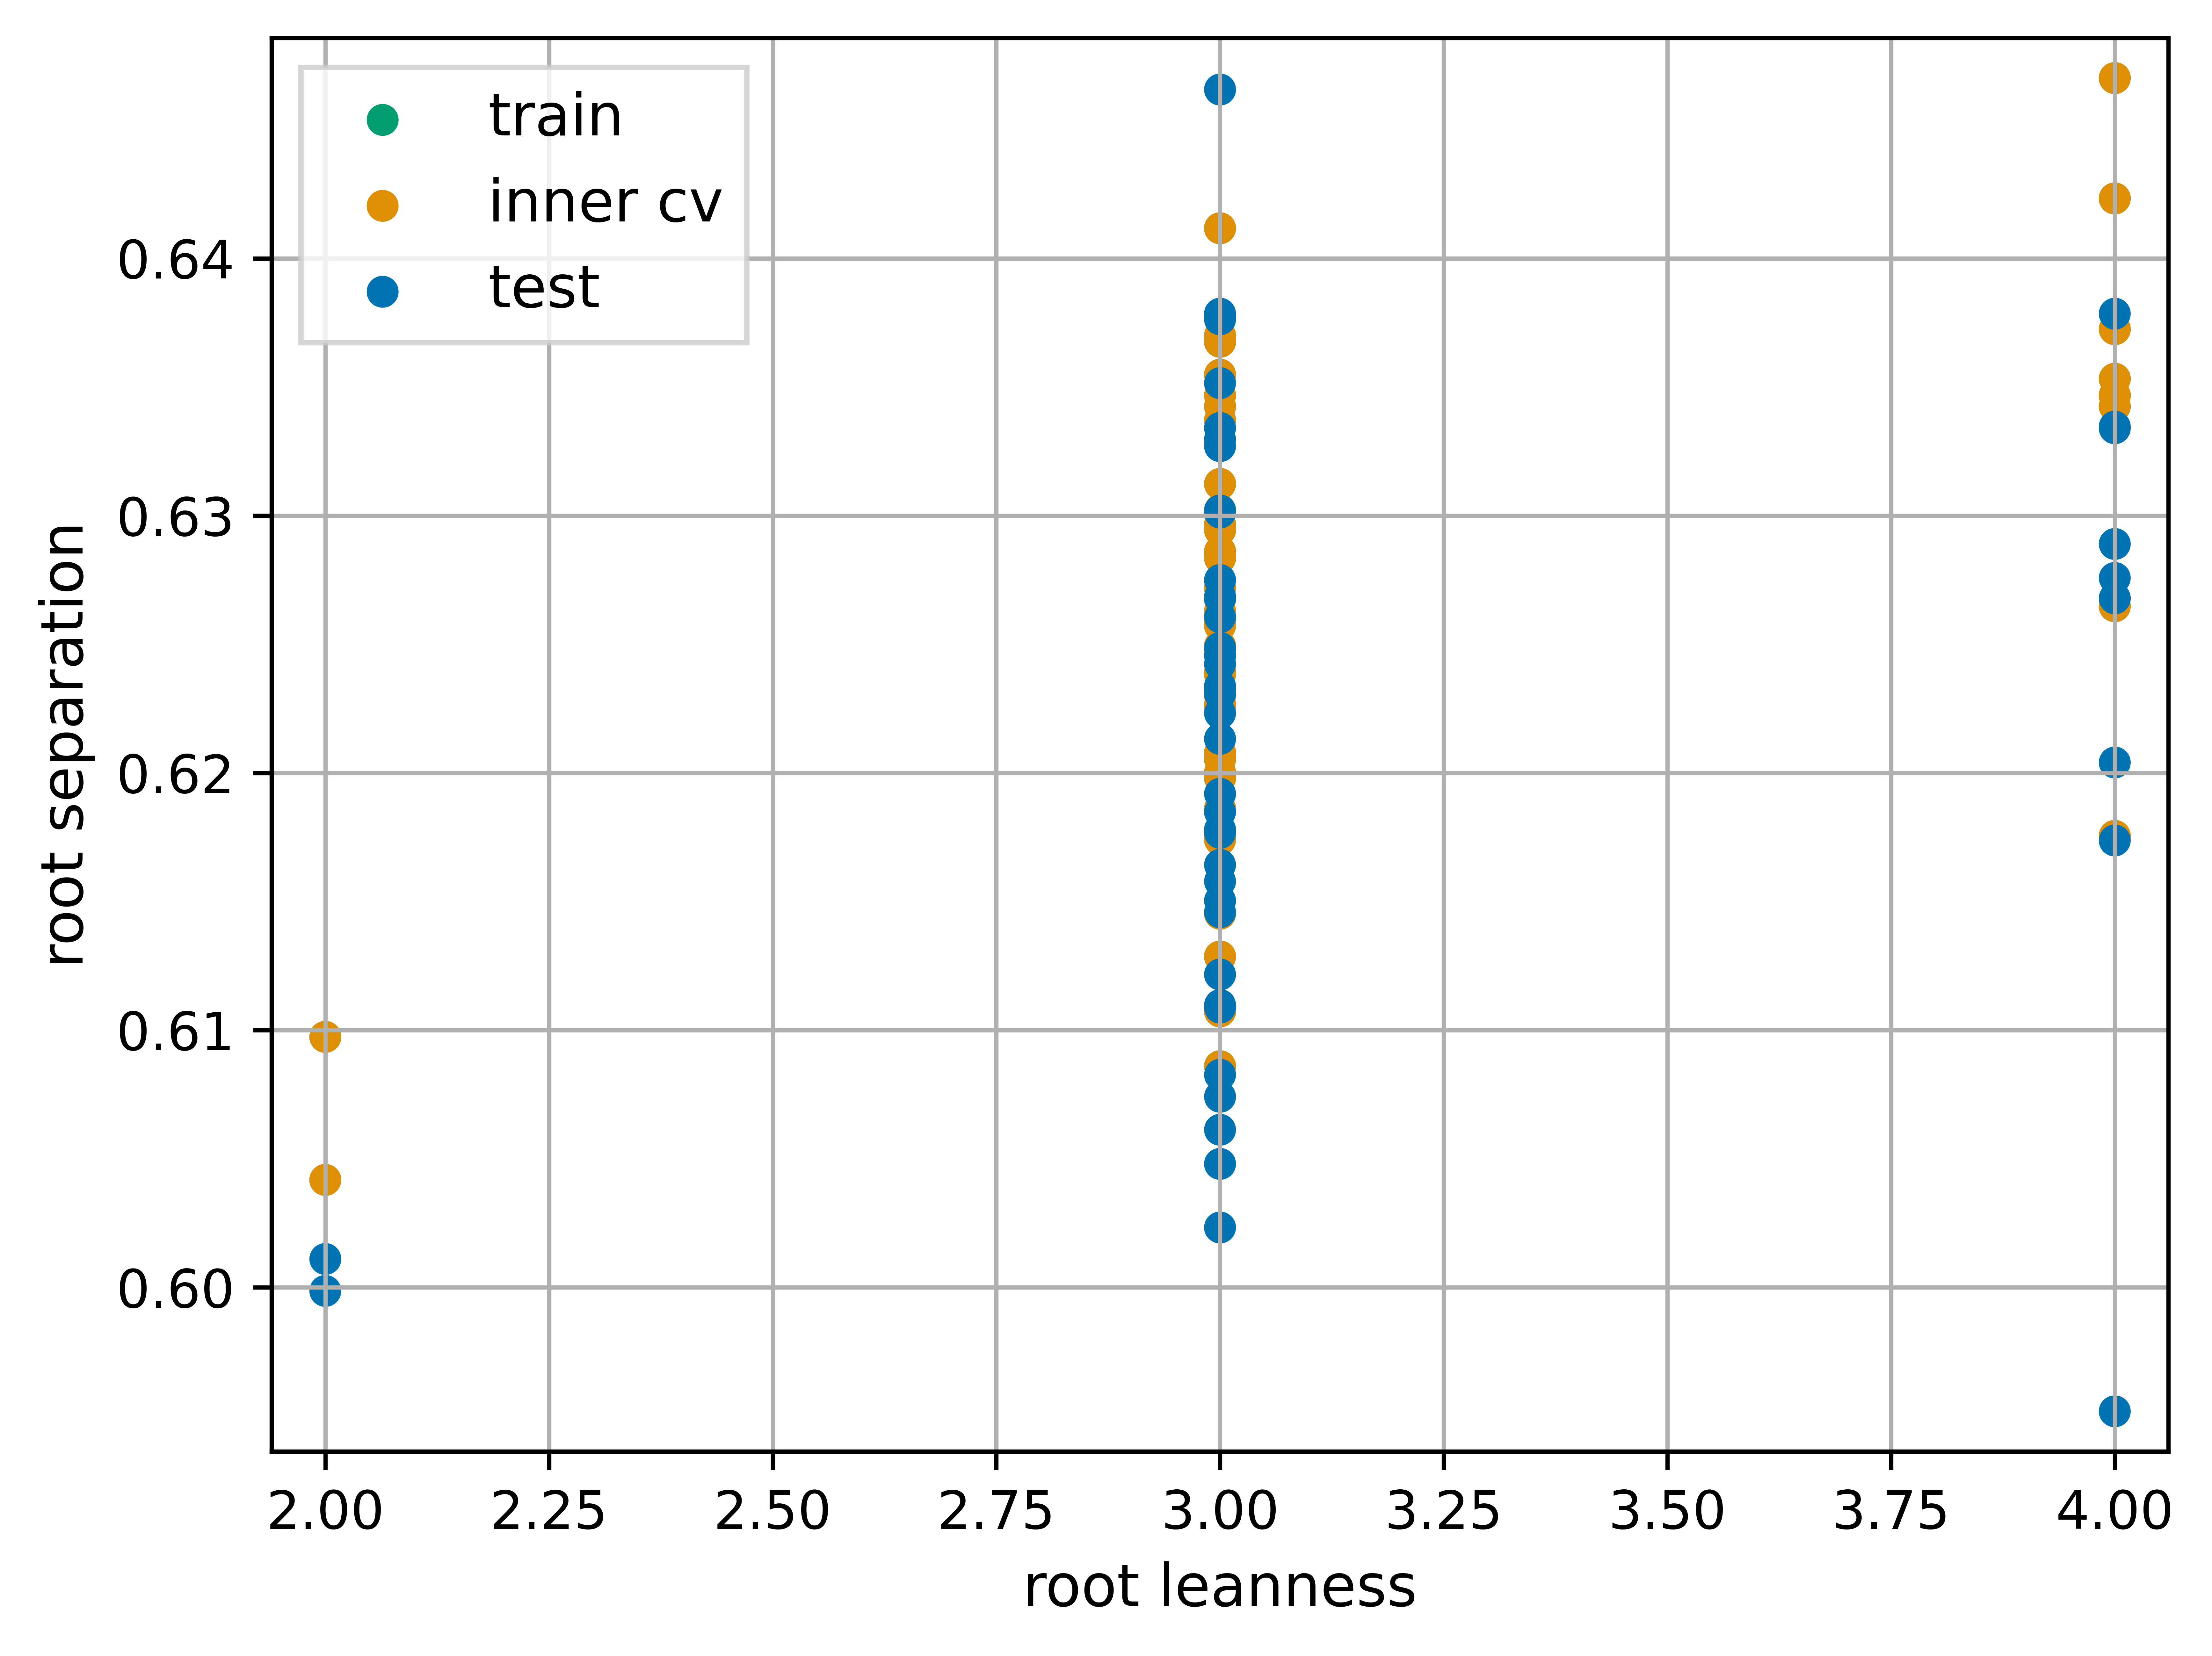 train
inner cv
test
0.64
0.63
0.62
0.61
0.60
root separation
2.00 2.25 2.50 2.75 3.00 3.25 3.50 3.75 4.00
root leanness